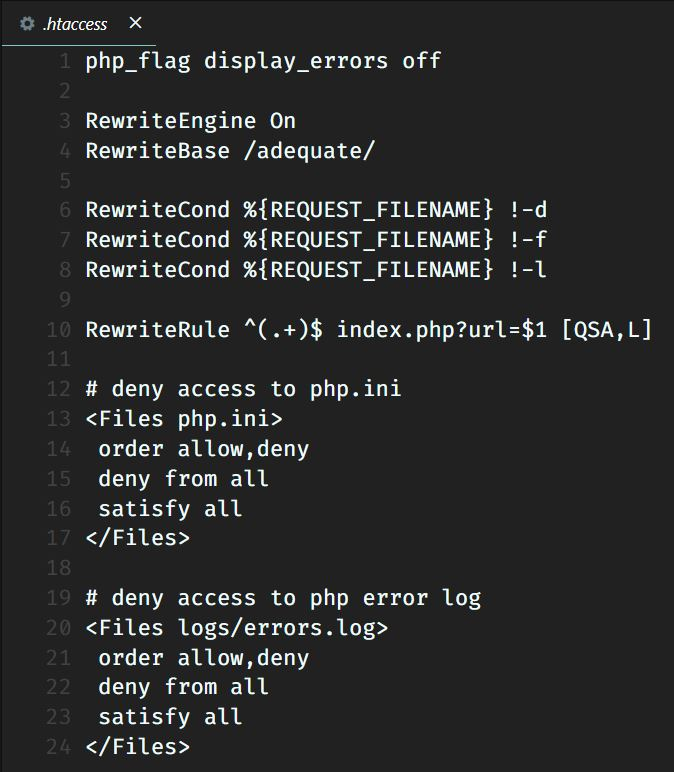 .htaccess ×
1 php_flag display_errors off
2
3 RewriteEngine On
4 RewriteBase /adequate/
5
6 RewriteCond %{REQUEST_FILENAME} !-d
7 RewriteCond %{REQUEST_FILENAME} !-f
8 RewriteCond %{REQUEST_FILENAME} !-l
9
10 RewriteRule ^(.+)$ index.php?url=$1 [QSA,L]
11
12 # deny access to php.ini
13 <Files php.ini>
14  order allow,deny
15  deny from all
16  satisfy all
17 </Files>
18
19 # deny access to php error log
20 <Files logs/errors.log>
21  order allow,deny
22  deny from all
23  satisfy all
24 </Files>